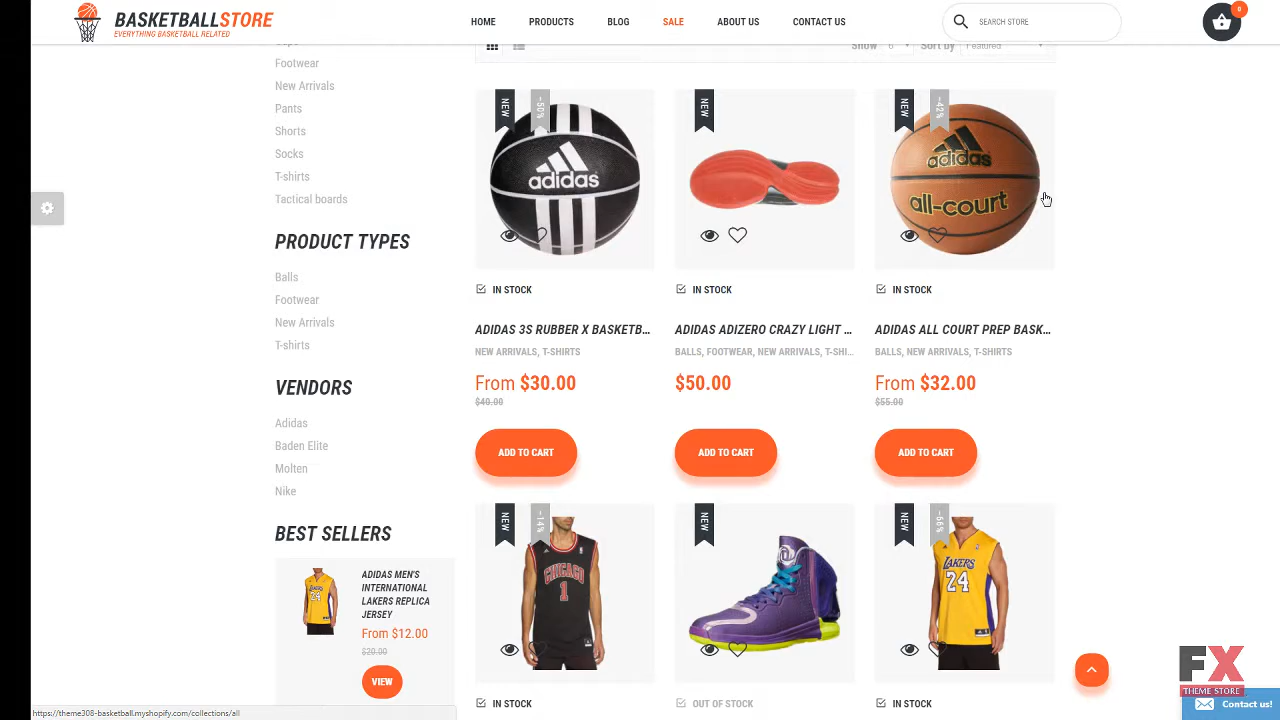 BASKETBALLSTORE
EVERYTHING BASKETBALL RELATED
HOME
PRODUCTS
BLOG
SALE
ABOUT US
CONTACT US
SEARCH STORE
0
Show 6
Sort by Featured
Footwear
New Arrivals
Pants
Shorts
Socks
T-shirts
Tactical boards
PRODUCT TYPES
Balls
Footwear
New Arrivals
T-shirts
VENDORS
Adidas
Baden Elite
Molten
Nike
BEST SELLERS
ADIDAS MEN'S
INTERNATIONAL
LAKERS REPLICA
JERSEY
From $12.00
$20.00
VIEW
NEW
-50%
adidas
IN STOCK
ADIDAS 3S RUBBER X BASKETB...
NEW ARRIVALS, T-SHIRTS
From $30.00
$40.00
ADD TO CART
NEW
IN STOCK
ADIDAS ADIZERO CRAZY LIGHT ...
BALLS, FOOTWEAR, NEW ARRIVALS, T-SHI...
$50.00
ADD TO CART
NEW
-42%
adidas
all-court
IN STOCK
ADIDAS ALL COURT PREP BASK...
BALLS, NEW ARRIVALS, T-SHIRTS
From $32.00
$55.00
ADD TO CART
NEW
-14%
CHICAGO
1
IN STOCK
NEW
OUT OF STOCK
NEW
LAKERS
24
IN STOCK
FX
THEME STORE
Contact us!
https://theme308-basketball.myshopify.com/collections/all